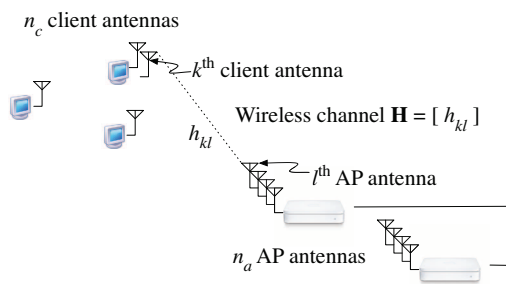 n_c client antennas
k^th client antenna
Wireless channel H = [ h_kl ]
h_kl
l^th AP antenna
n_a AP antennas